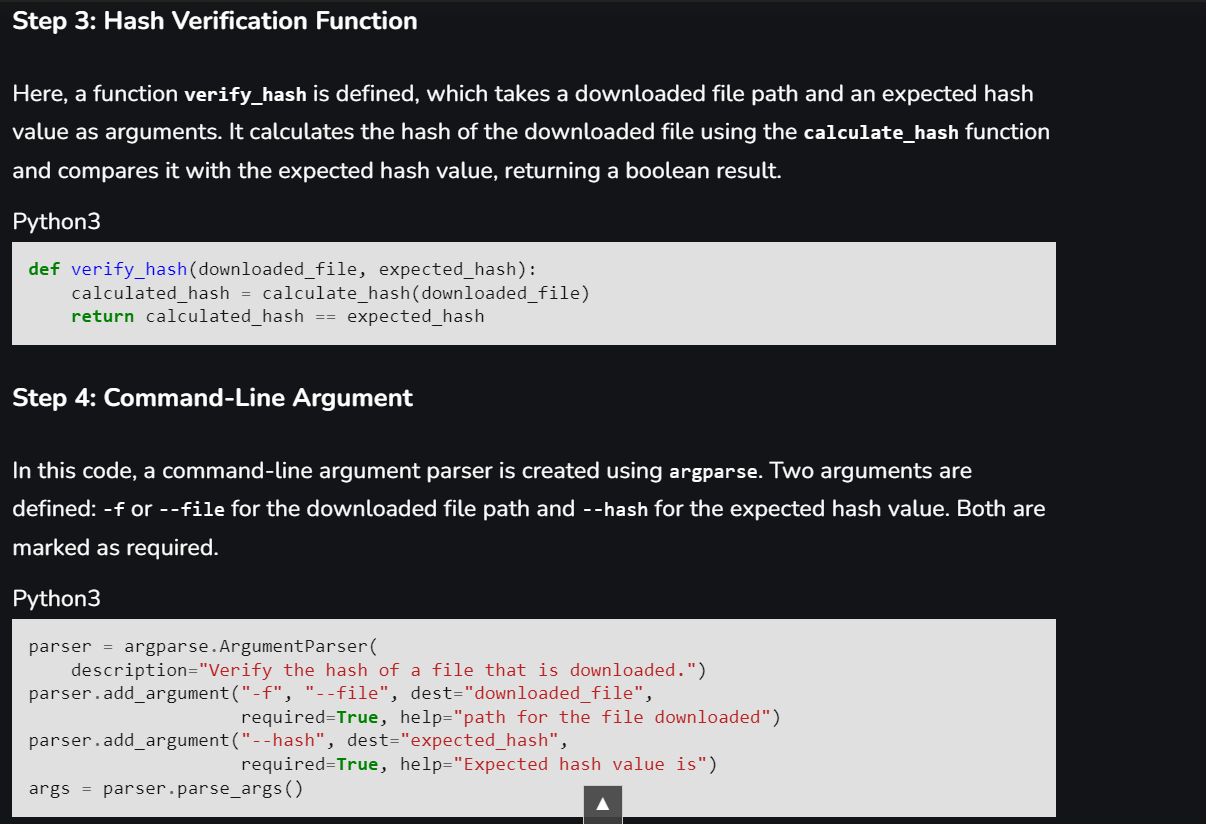 Step 3: Hash Verification Function
Here, a function verify_hash is defined, which takes a downloaded file path and an expected hash
value as arguments. It calculates the hash of the downloaded file using the calculate_hash function
and compares it with the expected hash value, returning a boolean result.
Python3
def verify_hash(downloaded_file, expected_hash):
    calculated_hash = calculate_hash(downloaded_file)
    return calculated_hash == expected_hash
Step 4: Command-Line Argument
In this code, a command-line argument parser is created using argparse. Two arguments are
defined: -f or --file for the downloaded file path and --hash for the expected hash value. Both are
marked as required.
Python3
parser = argparse.ArgumentParser(
    description="Verify the hash of a file that is downloaded.")
parser.add_argument("-f", "--file", dest="downloaded_file",
                    required=True, help="path for the file downloaded")
parser.add_argument("--hash", dest="expected_hash",
                    required=True, help="Expected hash value is")
args = parser.parse_args()